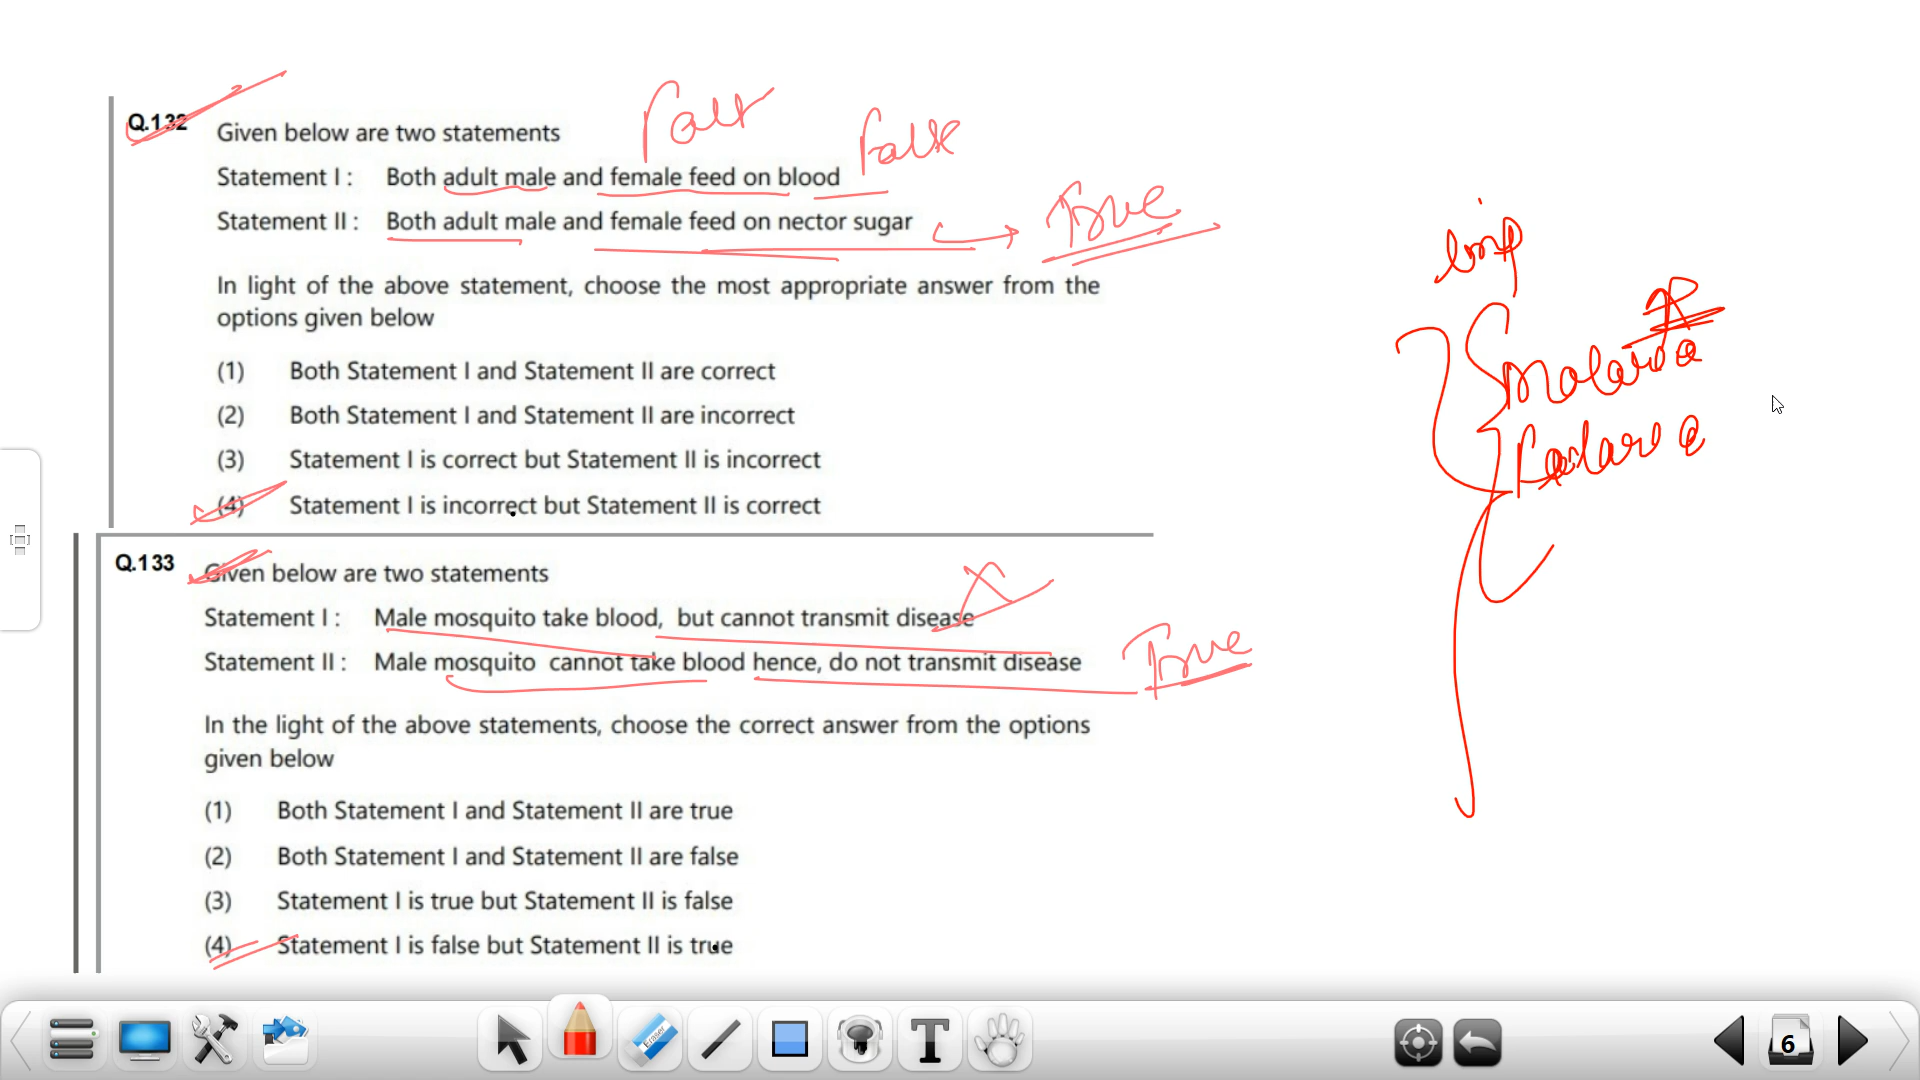 Q.132
Given below are two statements
False
Statement I : Both adult male and female feed on blood
Statement II : Both adult male and female feed on nector sugar
True
In light of the above statement, choose the most appropriate answer from the
options given below
(1) Both Statement I and Statement II are correct
(2) Both Statement I and Statement II are incorrect
(3) Statement I is correct but Statement II is incorrect
(4) Statement I is incorrect but Statement II is correct
Imp
Malaria
Q.133
Given below are two statements
Statement I : Male mosquito take blood, but cannot transmit disease
Statement II : Male mosquito cannot take blood hence, do not transmit disease
True
In the light of the above statements, choose the correct answer from the options
given below
(1) Both Statement I and Statement II are true
(2) Both Statement I and Statement II are false
(3) Statement I is true but Statement II is false
(4) Statement I is false but Statement II is true
Eraser
T
6